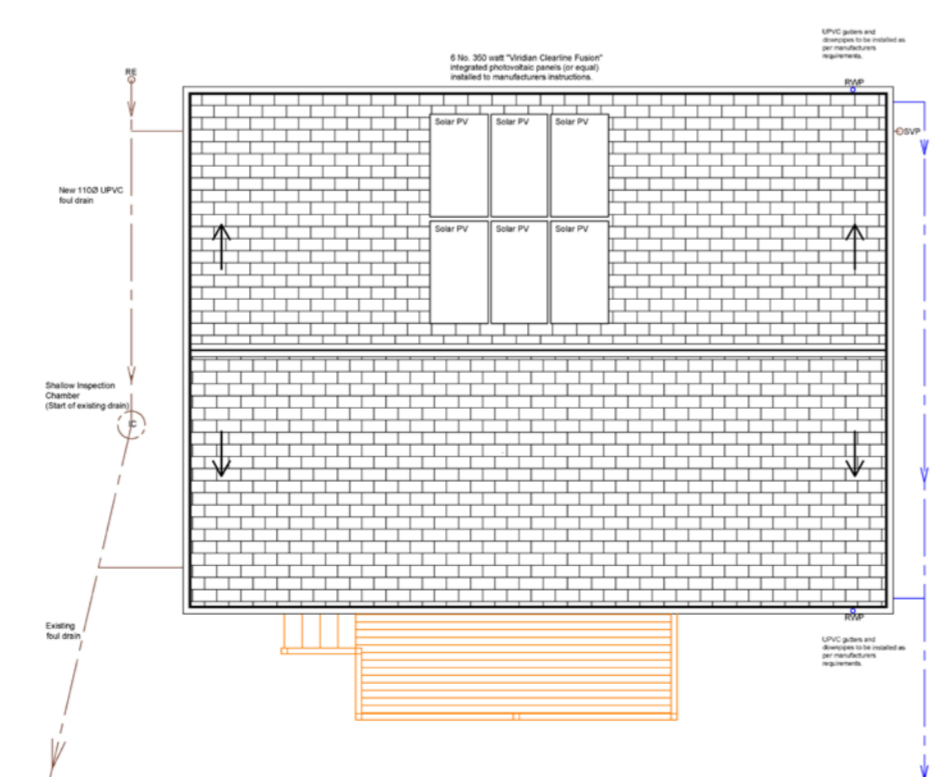 UPVC gutters and
downpipes to be installed as
per manufacturers
requirements.
6 No. 350 watt "Viridian Clearline Fusion"
integrated photovoltaic panels (or equal)
installed to manufacturers instructions.
RE
RWP
Solar PV Solar PV Solar PV
SVP
New 110Ø UPVC
foul drain
Solar PV Solar PV Solar PV
Shallow Inspection
Chamber
(Start of existing drain)
IC
RWP
Existing
foul drain
UPVC gutters and
downpipes to be installed as
per manufacturers
requirements.